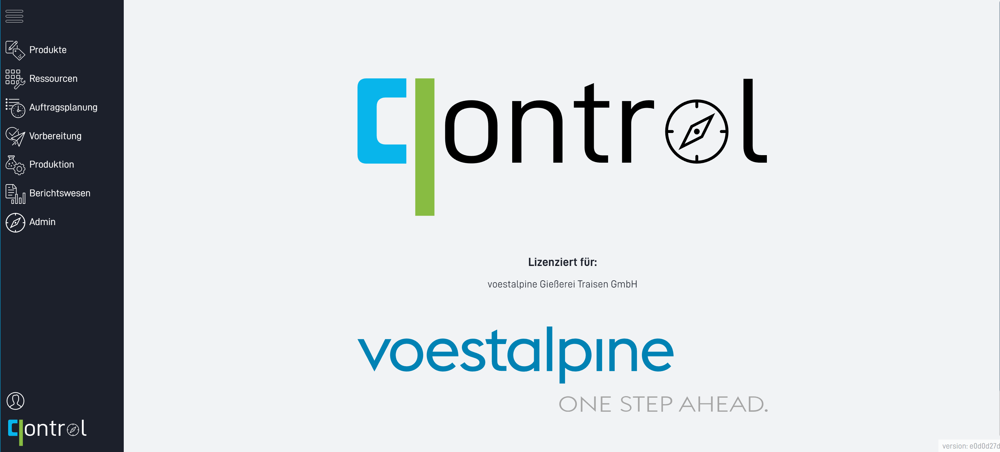 Produkte
Ressourcen
Auftragsplanung
Vorbereitung
Produktion
Berichtswesen
Admin
qontrol
qontrol
Lizenziert für:
voestalpine Gießerei Traisen GmbH
voestalpine
ONE STEP AHEAD.
version: e0d0d27d